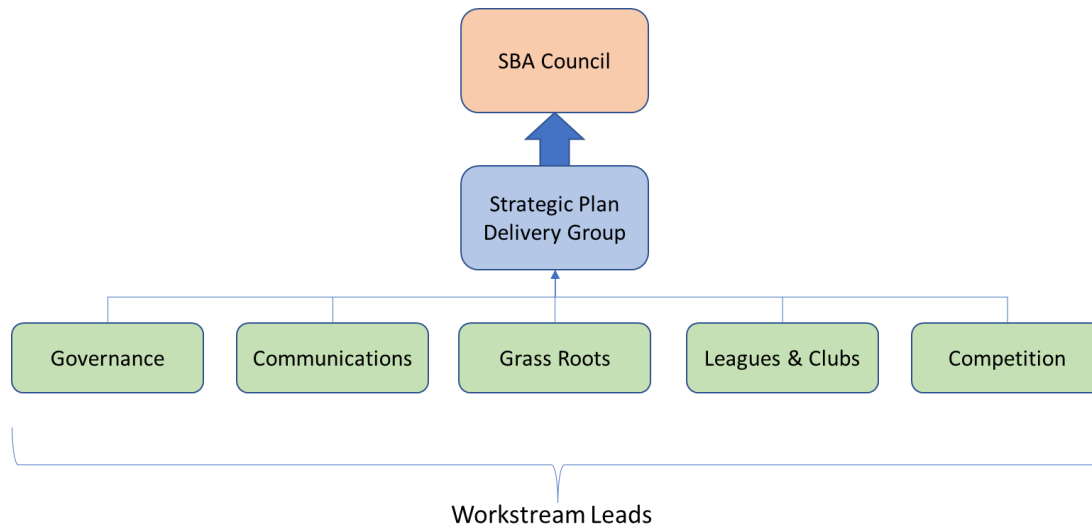 SBA Council
Strategic Plan
Delivery Group
Governance
Communications
Grass Roots
Leagues & Clubs
Competition
Workstream Leads